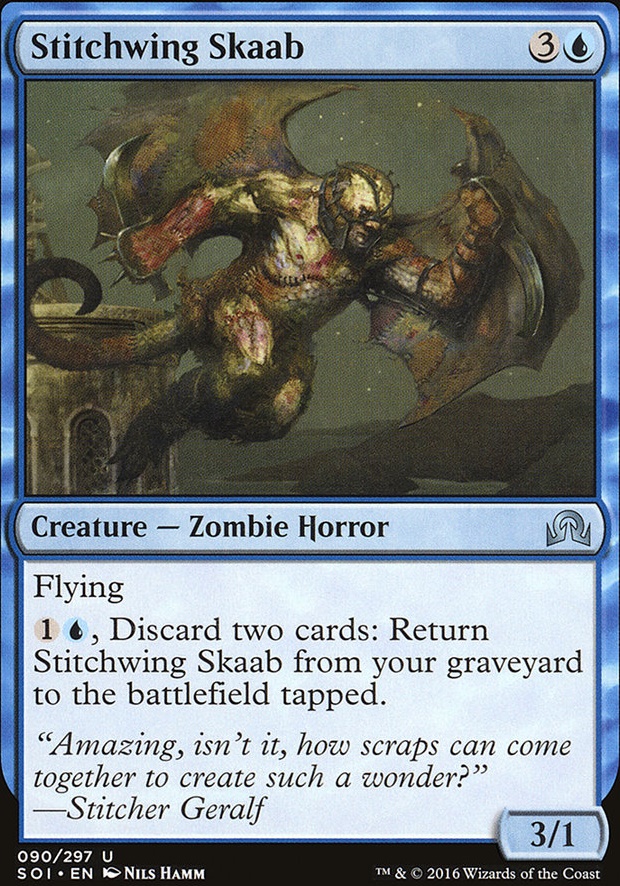 Stitchwing Skaab 3
Creature — Zombie Horror
Flying
1, Discard two cards: Return
Stitchwing Skaab from your graveyard
to the battlefield tapped.
“Amazing, isn’t it, how scraps can come
together to create such a wonder?”
—Stitcher Geralf
3/1
090/297 U
SOI • EN Nils Hamm
™ & © 2016 Wizards of the Coast